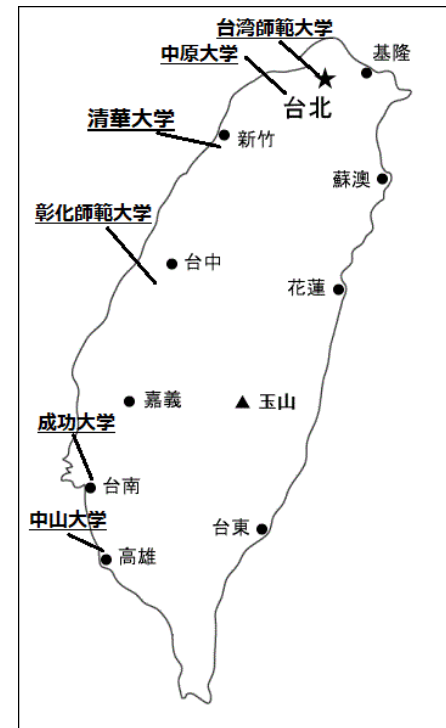 台湾師範大学
中原大学
基隆
台北
清華大学
新竹
蘇澳
彰化師範大学
台中
花蓮
嘉義
玉山
成功大学
台南
中山大学
台東
高雄